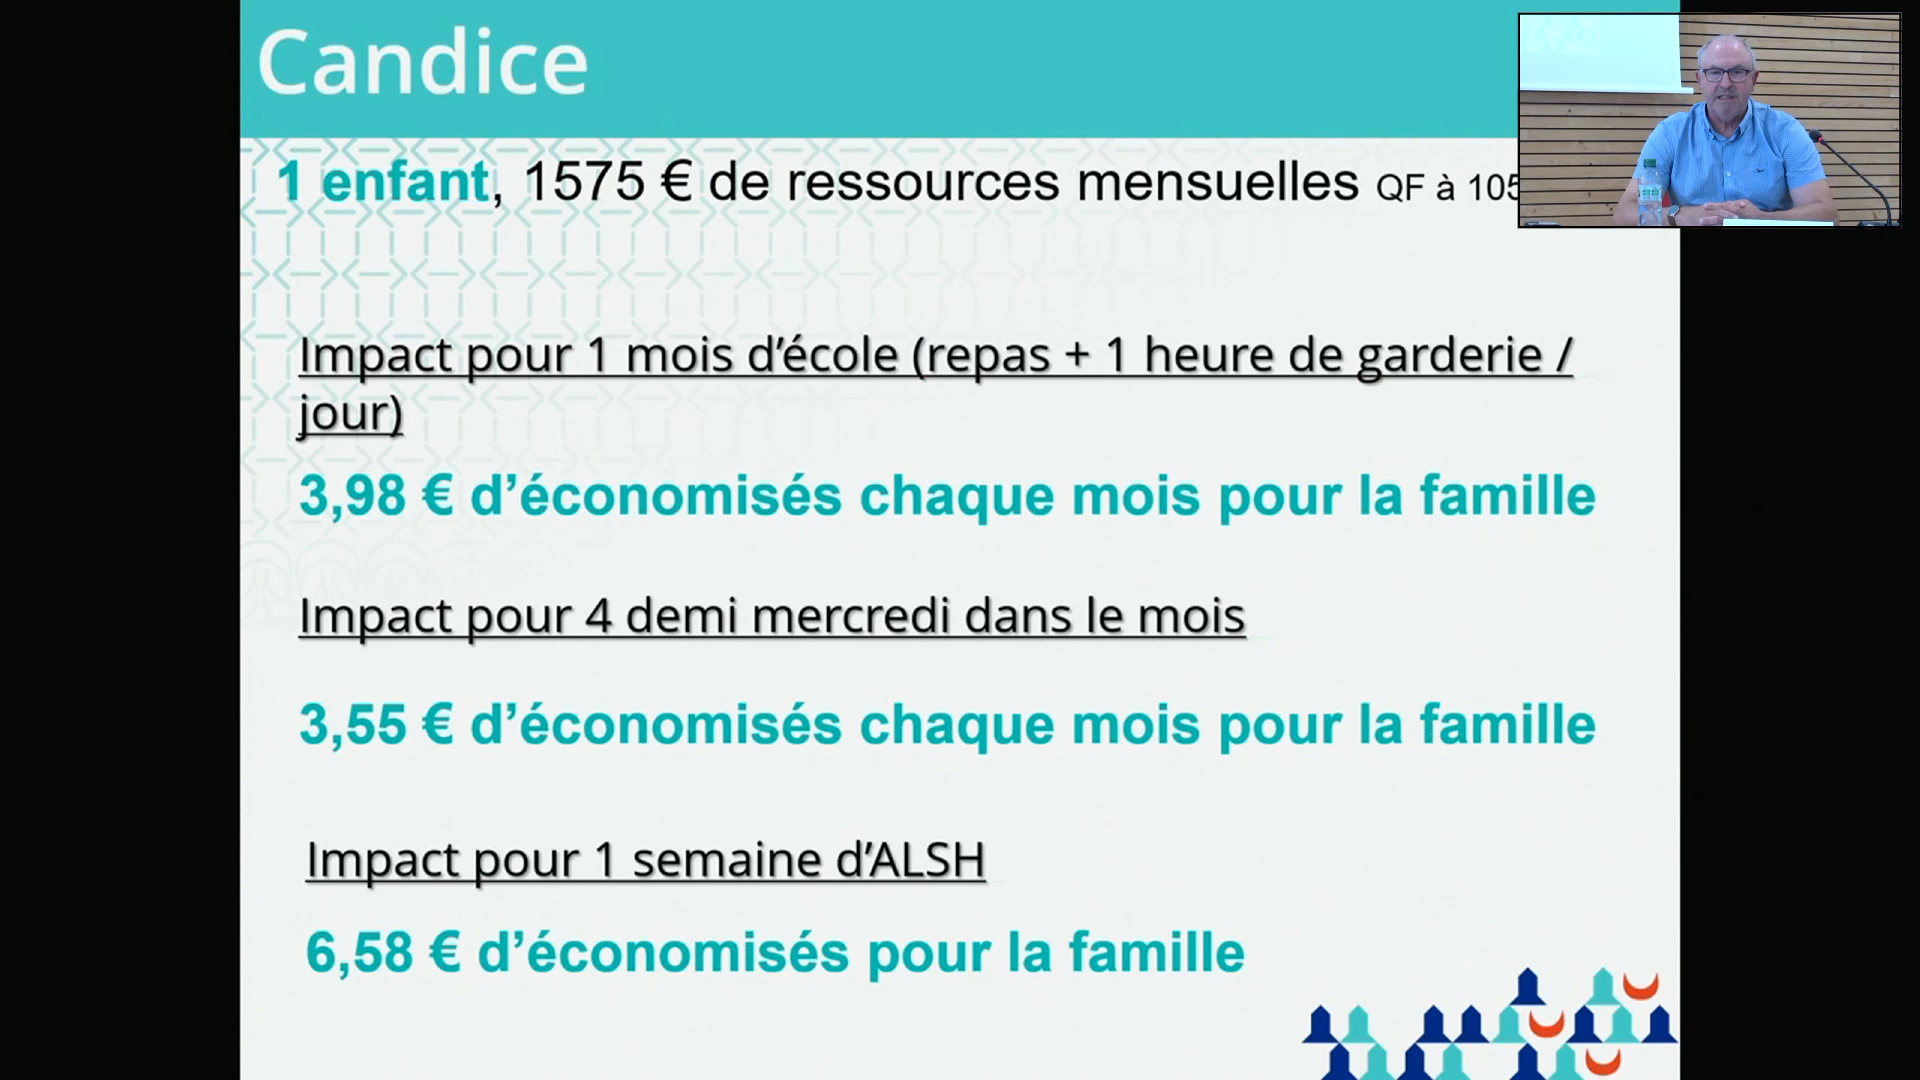 Candice
1 enfant, 1575 € de ressources mensuelles QF à 105
Impact pour 1 mois d’école (repas + 1 heure de garderie /
jour)
3,98 € d’économisés chaque mois pour la famille
Impact pour 4 demi mercredi dans le mois
3,55 € d’économisés chaque mois pour la famille
Impact pour 1 semaine d’ALSH
6,58 € d’économisés pour la famille